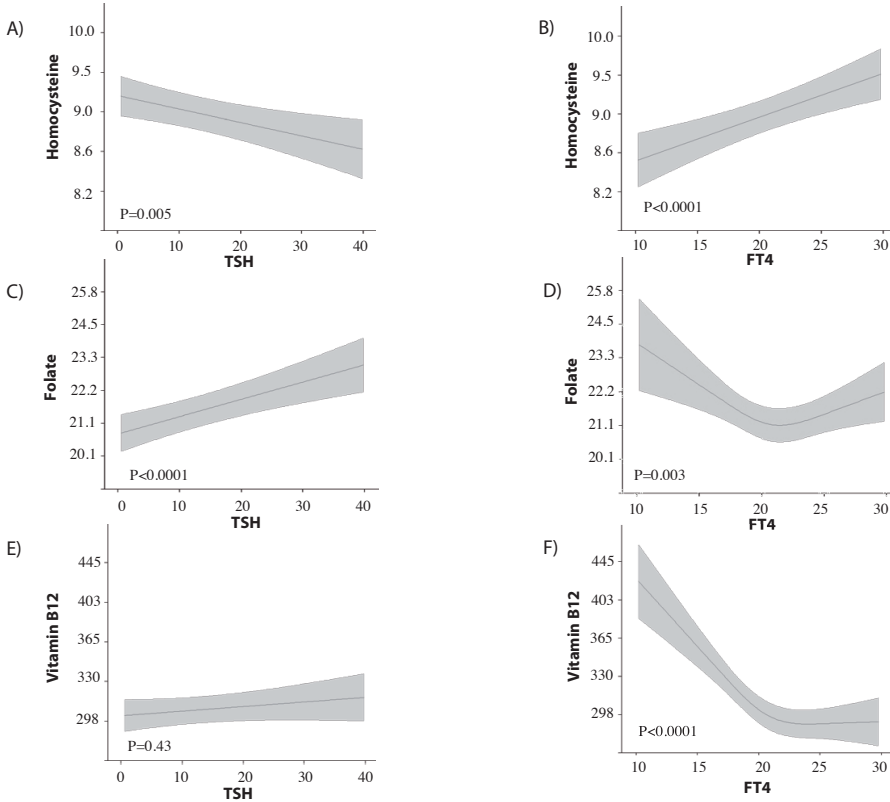 A)
Homocysteine
10.0
9.5
9.0
8.6
8.2
P=0.005
0 10 20 30 40
TSH
B)
Homocysteine
10.0
9.5
9.0
8.6
8.2
P<0.0001
10 15 20 25 30
FT4
C)
Folate
25.8
24.5
23.3
22.2
21.1
20.1
P<0.0001
0 10 20 30 40
TSH
D)
Folate
25.8
24.5
23.3
22.2
21.1
20.1
P=0.003
10 15 20 25 30
FT4
E)
Vitamin B12
445
403
365
330
298
P=0.43
0 10 20 30 40
TSH
F)
Vitamin B12
445
403
365
330
298
P<0.0001
10 15 20 25 30
FT4